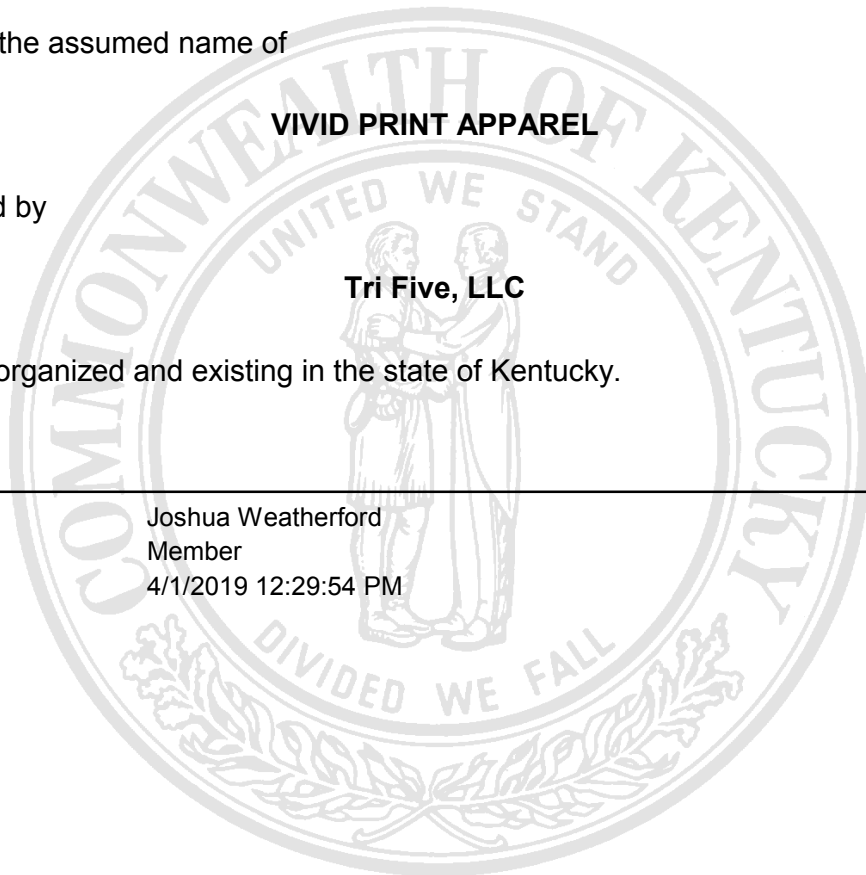 the assumed name of
VIVID PRINT APPAREL
d by
Tri Five, LLC
organized and existing in the state of Kentucky.
Joshua Weatherford
Member
4/1/2019 12:29:54 PM
COMMONWEALTH OF KENTUCKY
UNITED WE STAND
DIVIDED WE FALL